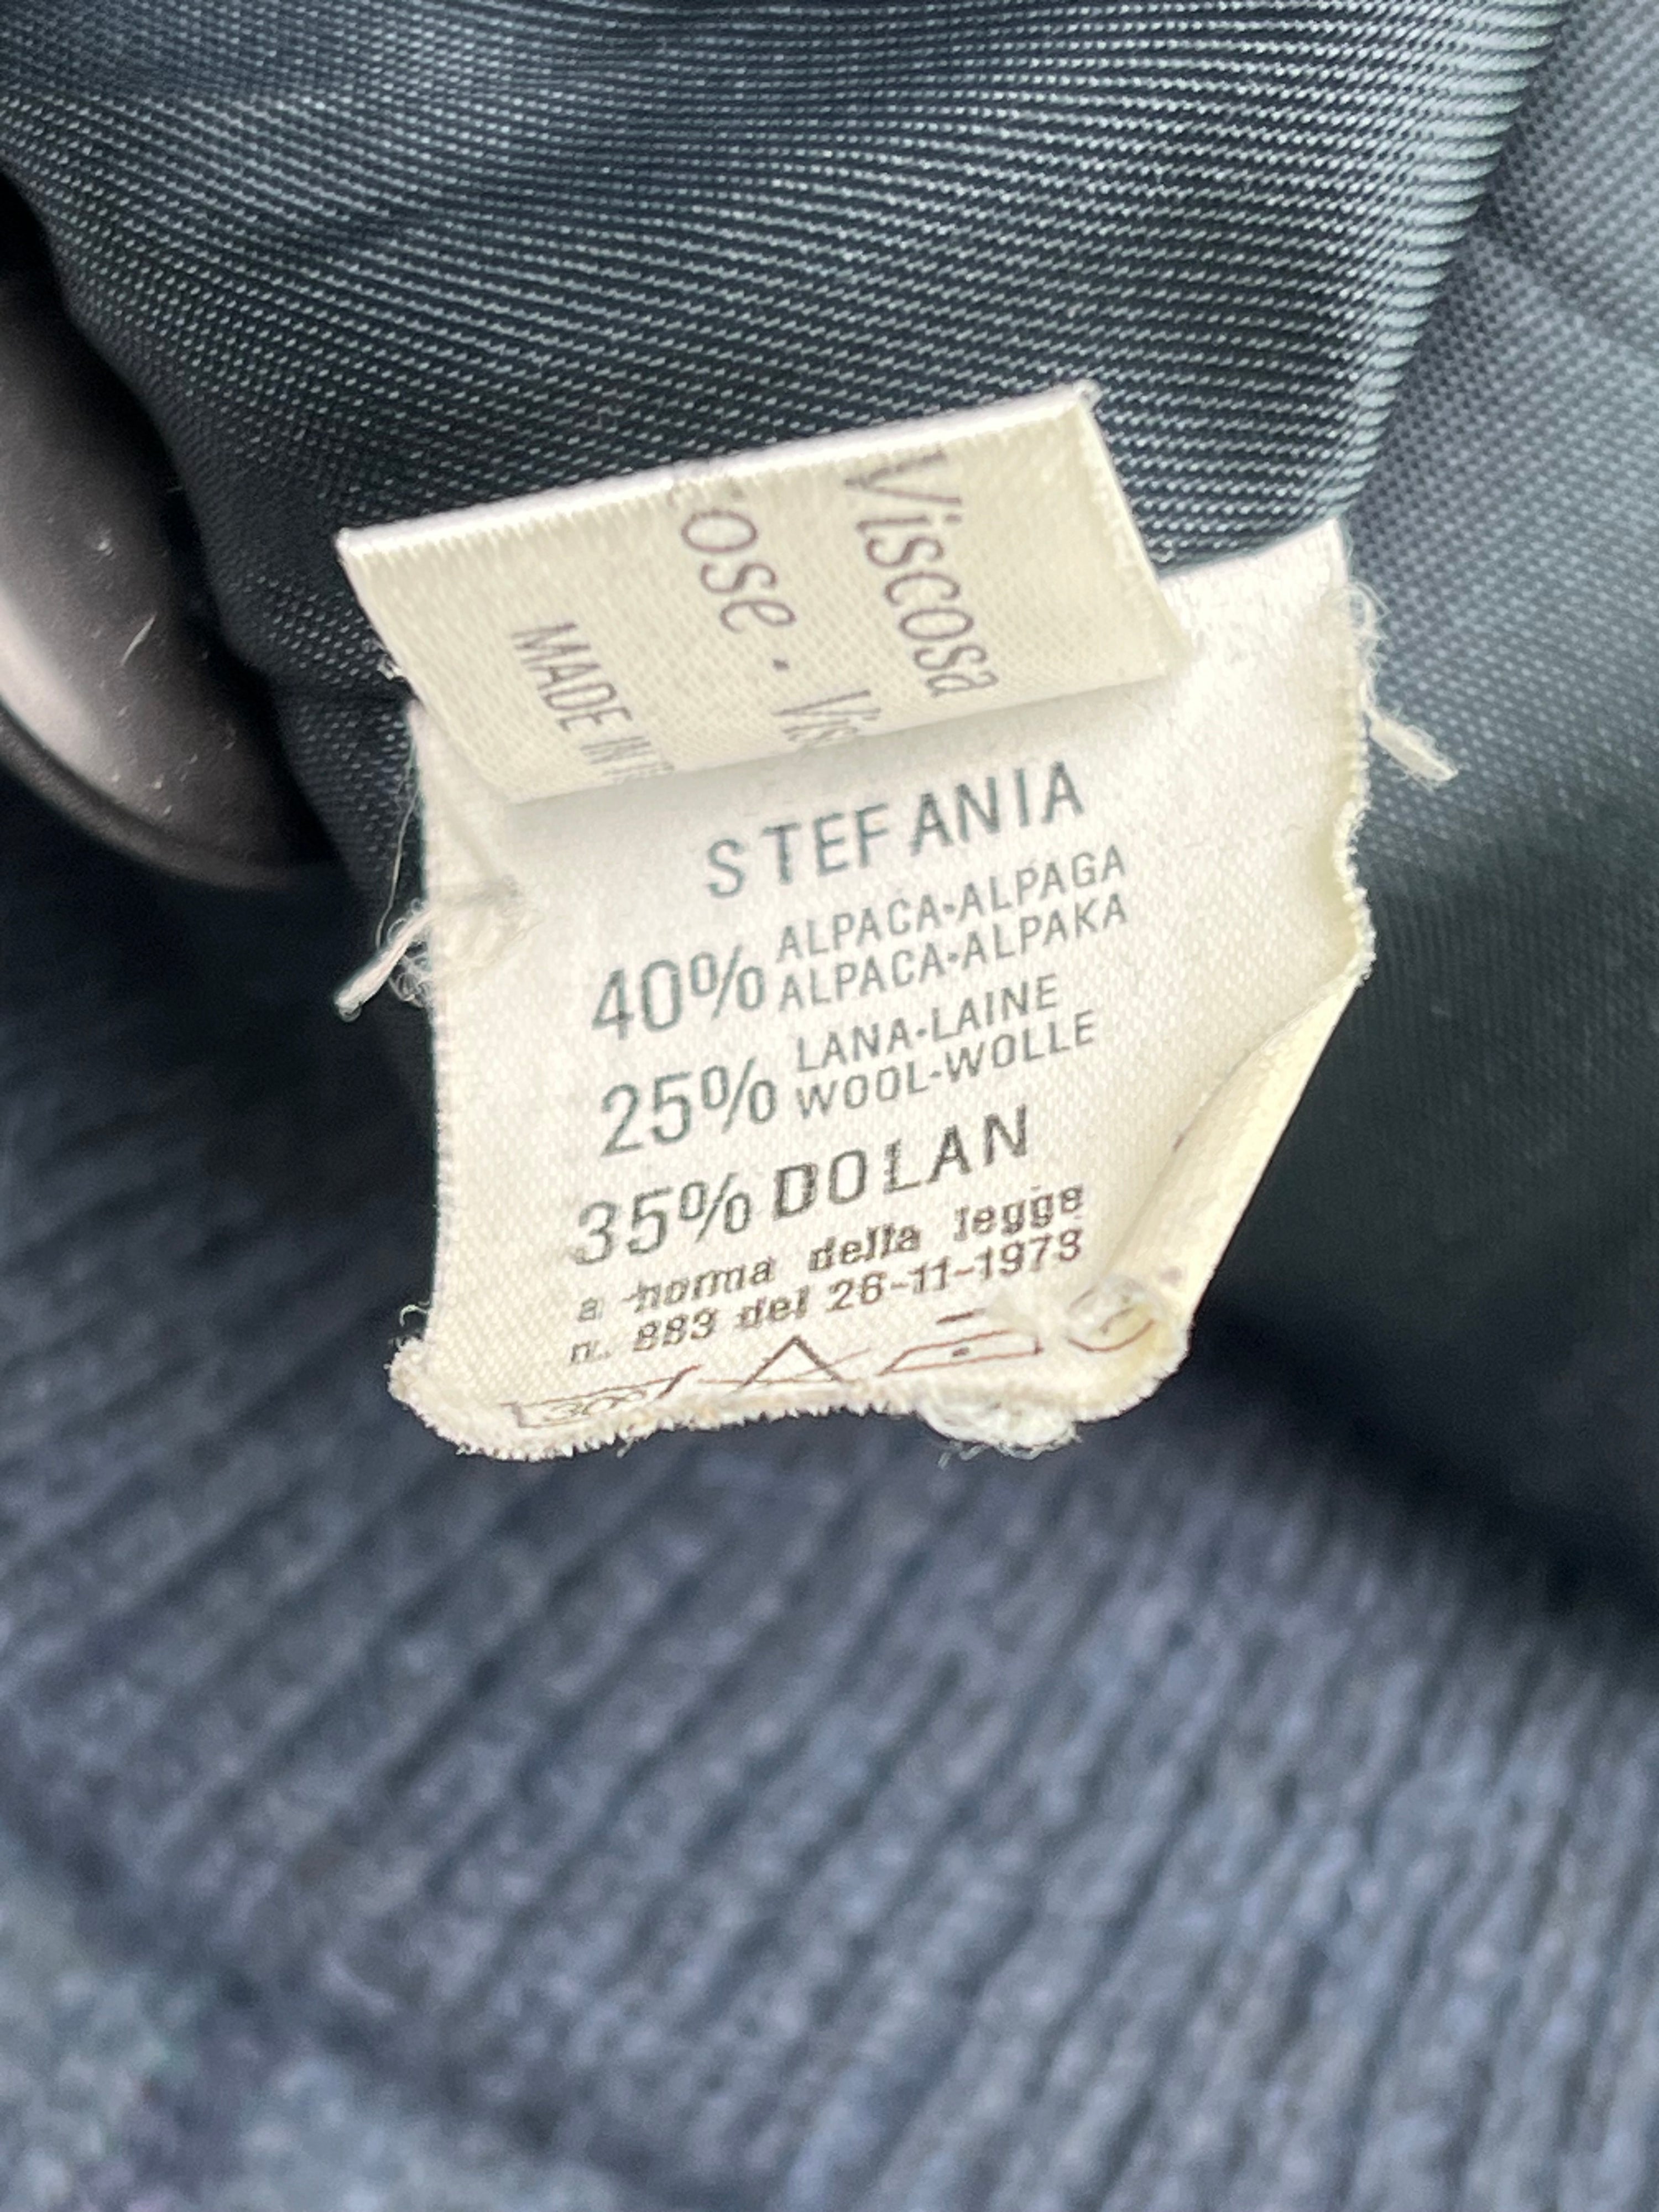 Viscosa
ose - Vis
MADE IN
STEFANIA
40% ALPACA-ALPAGA
ALPACA-ALPAKA
25% LANA-LAINE
WOOL-WOLLE
35% DOLAN
a norma della legge
n. 883 del 26-11-1973
30°